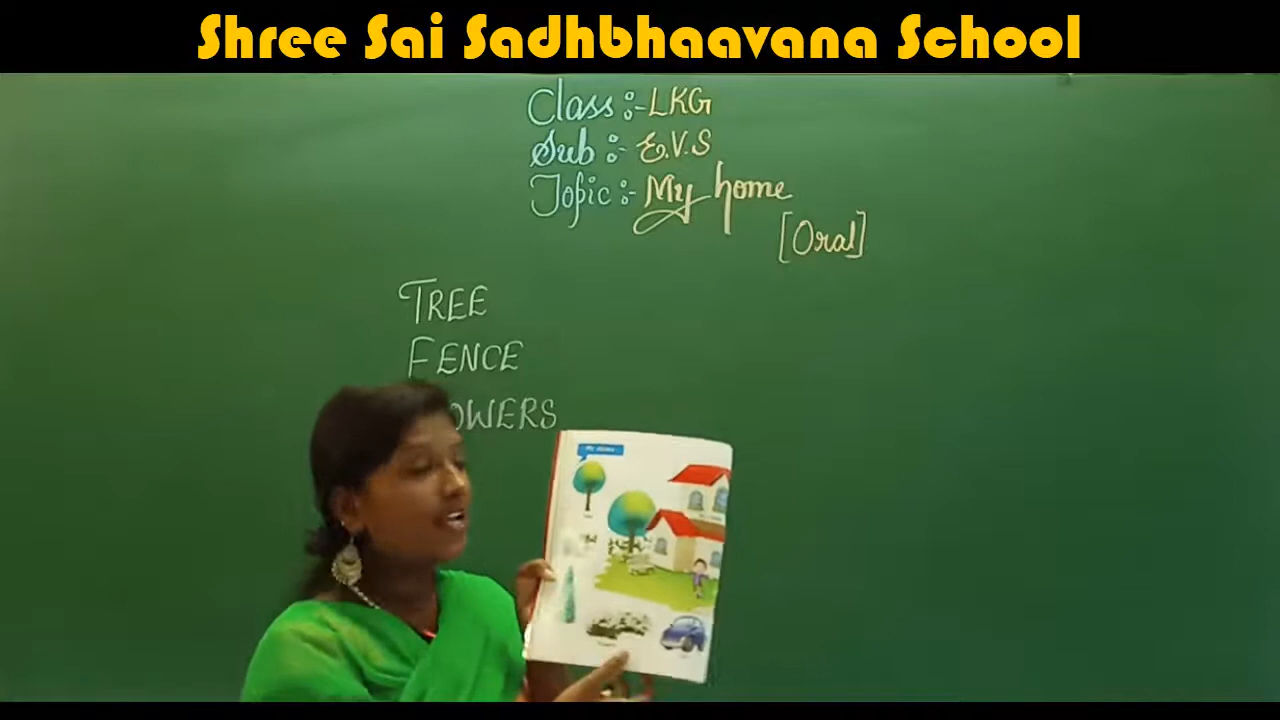 Shree Sai Sadhbhaavana School
Class :- LKG
Sub :- E.V.S
Topic :- My home
[Oral]
TREE
FENCE